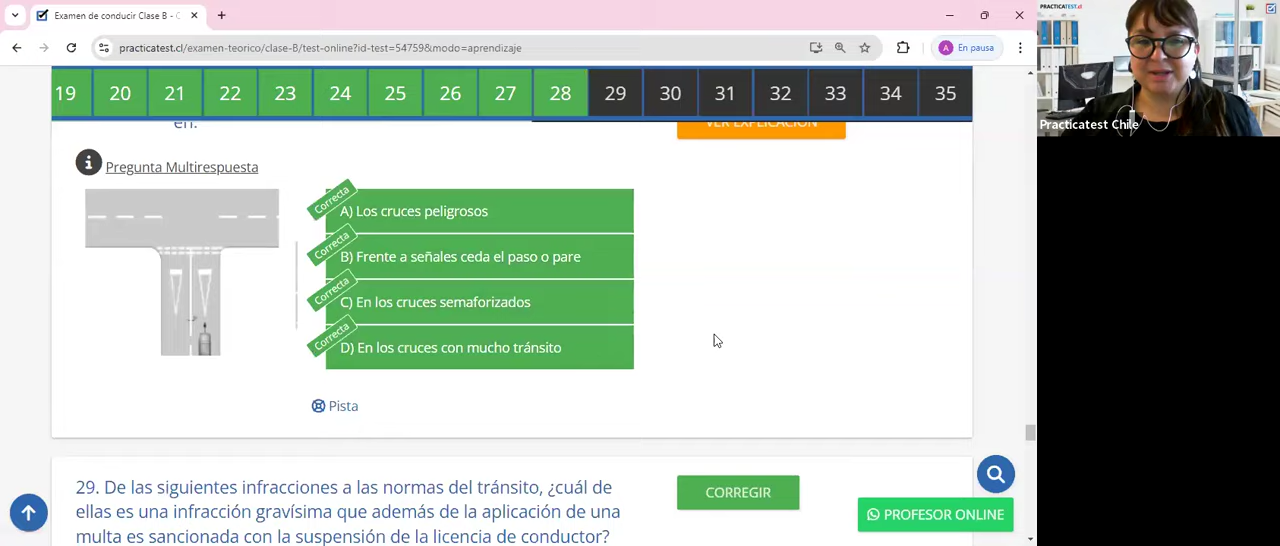 Examen de conducir Clase B - C
practicatest.cl/examen-teorico/clase-B/test-online?id-test=54759&modo=aprendizaje
A
En pausa
PRACTICATEST.cl
Practicatest Chile
19 20 21 22 23 24 25 26 27 28 29 30 31 32 33 34 35
en:
VER EXPLICACIÓN
Pregunta Multirespuesta
Correcta
A) Los cruces peligrosos
Correcta
B) Frente a señales ceda el paso o pare
Correcta
C) En los cruces semaforizados
Correcta
D) En los cruces con mucho tránsito
Pista
29. De las siguientes infracciones a las normas del tránsito, ¿cuál de
ellas es una infracción gravísima que además de la aplicación de una
multa es sancionada con la suspensión de la licencia de conductor?
CORREGIR
PROFESOR ONLINE